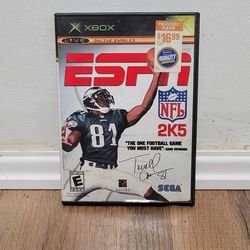 XBOX
LIVE ONLINE ENABLED
PREVIOUSLY PLAYED
$16.99
QUALITY
ESPN
NFL
2K5
81
"THE ONE FOOTBALL GAME
YOU MUST HAVE"
E
SEGA